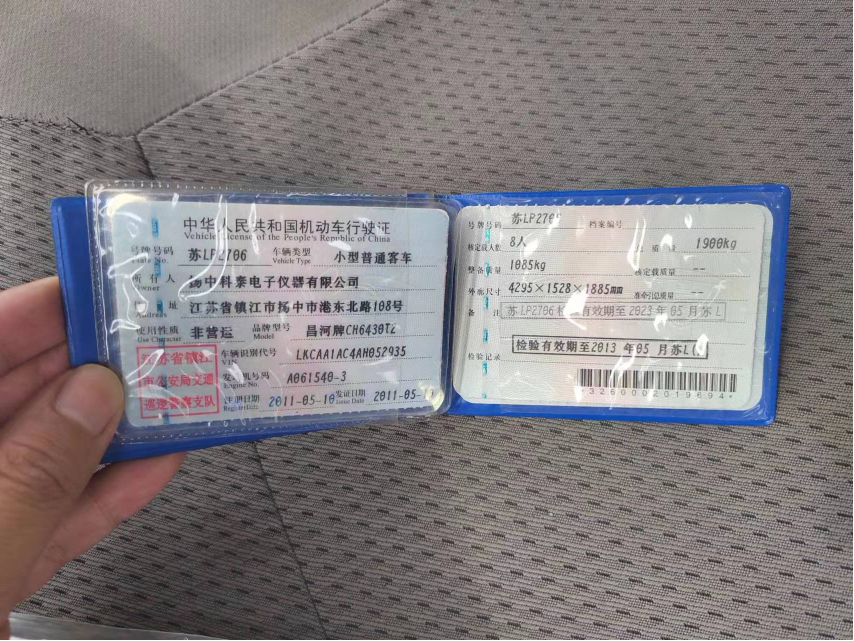 中华人民共和国机动车行驶证
Vehicle License of the People's Republic of China
号牌号码 苏LP2706 车辆类型 小型普通客车
Plate No. Vehicle Type
所有人 扬中科泰电子仪器有限公司
Owner
址 江苏省镇江市扬中市港东北路108号
Address
使用性质 非营运 品牌型号 昌河牌CH6430T2
Use Character Model
江苏省镇江
市公安局交通
巡逻警察支队
车辆识别代号 LKCAA1AC4AH052935
VIN
发动机号码 A061540-3
Engine No.
注册日期 2011-05-10 发证日期 2011-05-
Register Date Issue Date
号牌号码 苏LP270 档案编号
核定载人数 8人 质量 1900kg
整备质量 1085kg 核定载质量 --
外廓尺寸 4295×1528×1885mm 准牵引总质量 --
备注 苏LP2706 检验有效期至2023年05月苏L
检验有效期至2013年05月苏L
检验记录
*3260002019694*